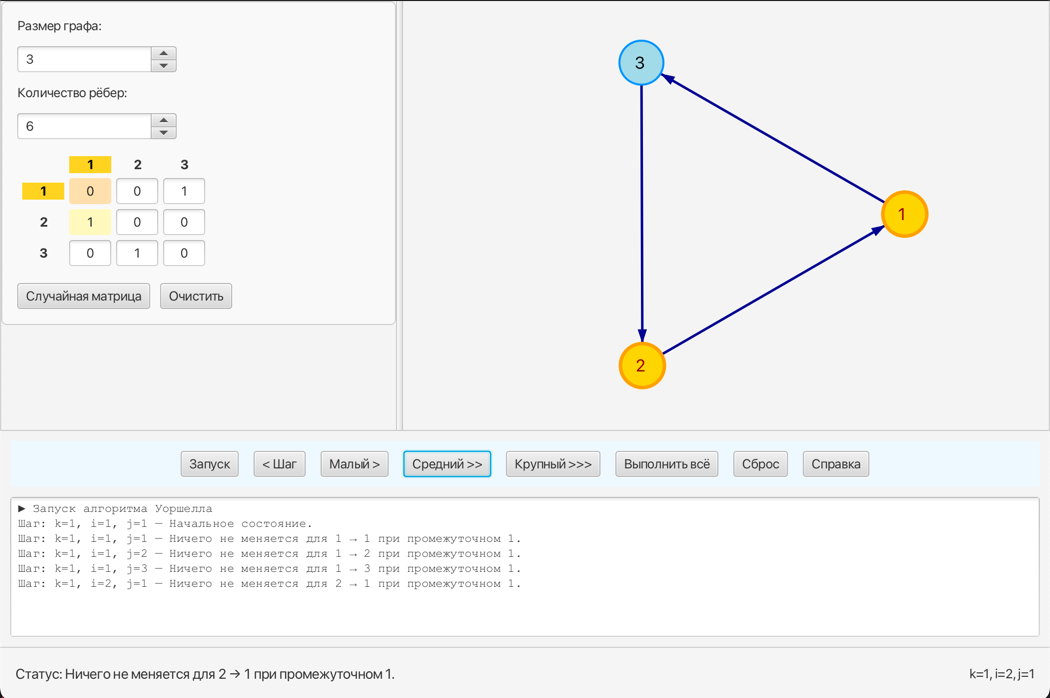 Размер графа:
3
Количество рёбер:
6
1 2 3
1 0 0 1
2 1 0 0
3 0 1 0
Случайная матрица Очистить
3
1
2
Запуск < Шаг Малый > Средний >> Крупный >>> Выполнить всё Сброс Справка
▶ Запуск алгоритма Уоршелла
Шаг: k=1, i=1, j=1 — Начальное состояние.
Шаг: k=1, i=1, j=1 — Ничего не меняется для 1 → 1 при промежуточном 1.
Шаг: k=1, i=1, j=2 — Ничего не меняется для 1 → 2 при промежуточном 1.
Шаг: k=1, i=1, j=3 — Ничего не меняется для 1 → 3 при промежуточном 1.
Шаг: k=1, i=2, j=1 — Ничего не меняется для 2 → 1 при промежуточном 1.
Статус: Ничего не меняется для 2 → 1 при промежуточном 1. k=1, i=2, j=1